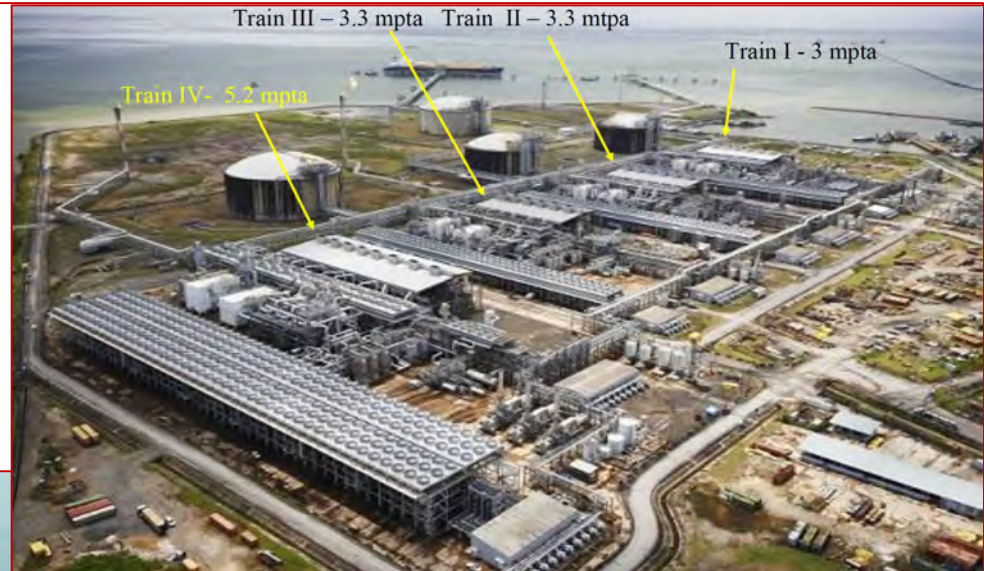 Train III – 3.3 mpta
Train II – 3.3 mtpa
Train I - 3 mpta
Train IV- 5.2 mpta